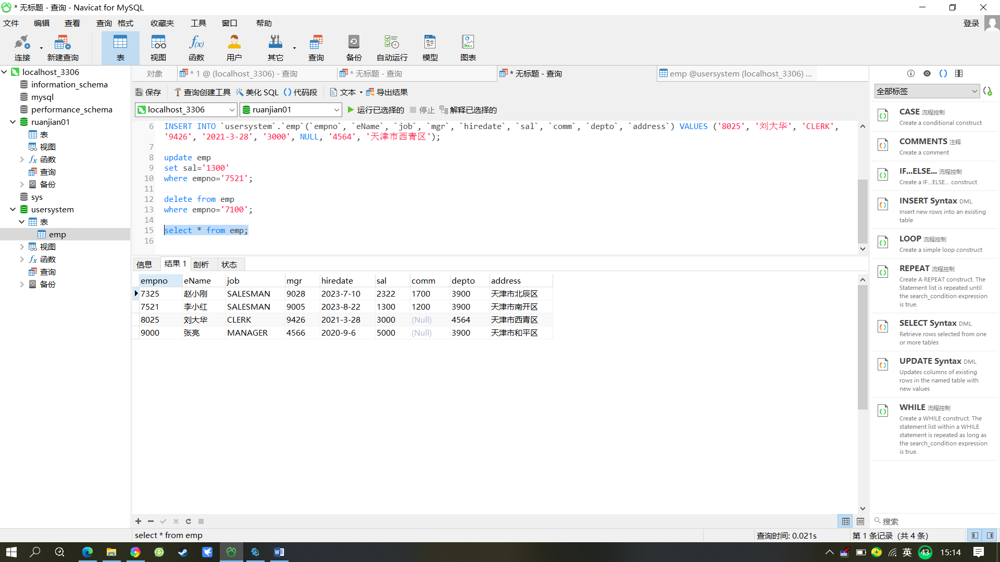 * 无标题 - 查询 - Navicat for MySQL
文件 编辑 查看 查询 格式 收藏夹 工具 窗口 帮助 登录
连接 新建查询 表 视图 函数 用户 其它 查询 备份 自动运行 模型 图表
localhost_3306
information_schema
mysql
performance_schema
ruanjian01
表
视图
函数
查询
备份
sys
usersystem
表
emp
视图
函数
查询
备份
对象 * 1 @ (localhost_3306) - 查询 * 无标题 - 查询 * 无标题 - 查询 emp @usersystem (localhost_3306) ...
保存 查询创建工具 美化 SQL 代码段 文本 导出结果
localhost_3306 ruanjian01 运行已选择的 停止 解释已选择的
6 INSERT INTO `usersystem`.`emp`(`empno`, `eName`, `job`, `mgr`, `hiredate`, `sal`, `comm`, `depto`, `address`) VALUES ('8025', '刘大华', 'CLERK',
'9426', '2021-3-28', '3000', NULL, '4564', '天津市西青区');
7
8 update emp
9 set sal='1300'
10 where empno='7521';
11
12 delete from emp
13 where empno='7100';
14
15 select * from emp;
16
信息 结果 1 剖析 状态
empno eName job mgr hiredate sal comm depto address
7325 赵小刚 SALESMAN 9028 2023-7-10 2322 1700 3900 天津市北辰区
7521 李小红 SALESMAN 9005 2023-8-22 1300 1200 3900 天津市南开区
8025 刘大华 CLERK 9426 2021-3-28 3000 (Null) 4564 天津市西青区
9000 张亮 MANAGER 4566 2020-9-6 5000 (Null) 3900 天津市和平区
全部标签
CASE 流程控制
Create a conditional construct
COMMENTS 注释
Create a comment
IF...ELSE... 流程控制
Create a IF...ELSE... construct
INSERT Syntax DML
Insert new rows into an existing
table
LOOP 流程控制
Create a simple loop construct
REPEAT 流程控制
Create A REPEAT construct. The
Statement list is repeated until
the search_condition expression
is true.
SELECT Syntax DML
Retrieve rows selected from one
or more tables
UPDATE Syntax DML
Updates columns of existing
rows in the named table with
new values
WHILE 流程控制
Create a WHILE construct. The
statement list within a WHILE
statement is repeated as long as
the search_condition expression
is true.
搜索
select * from emp 查询时间: 0.021s 第 1 条记录 (共 4 条)
英 43 15:14